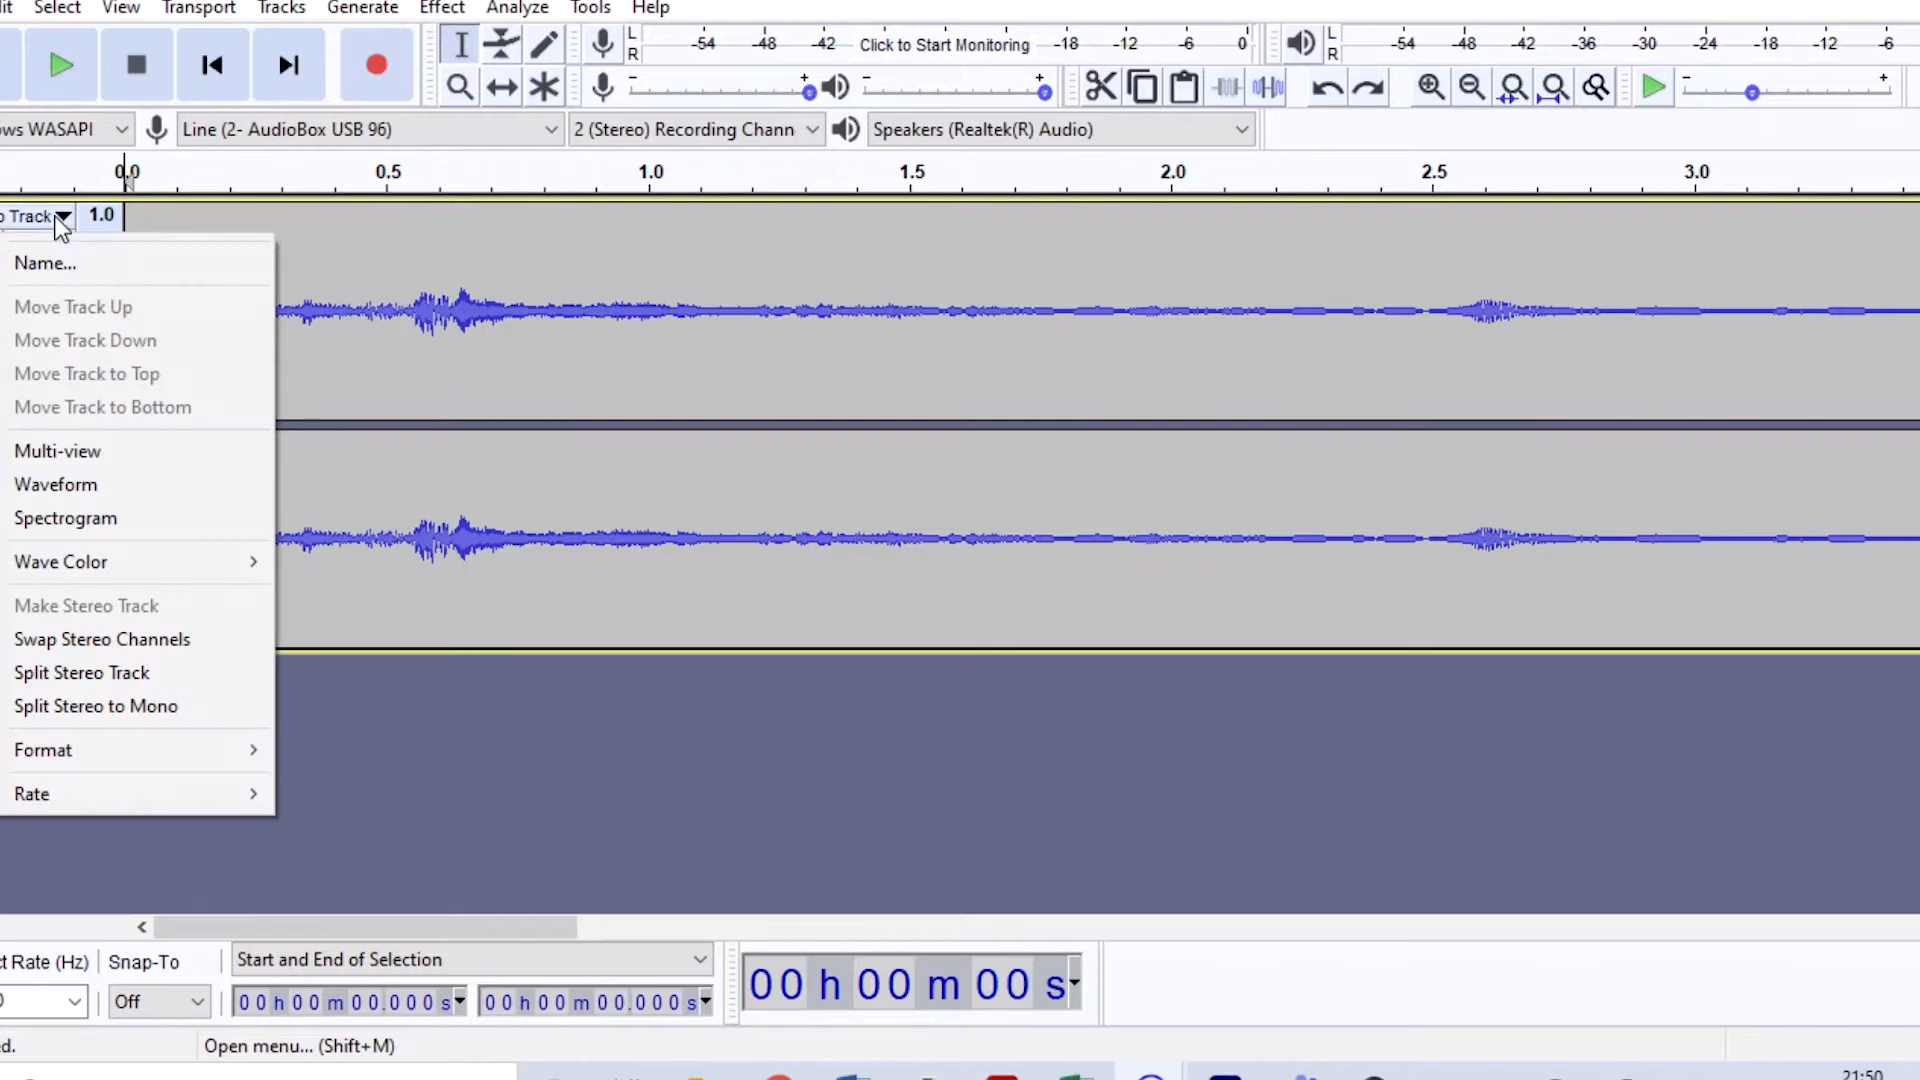 Select View Transport Tracks Generate Effect Analyze Tools Help
L
R
-54 -48 -42 Click to Start Monitoring -18 -12 -6 0
L
R
-54 -48 -42 -36 -30 -24 -18 -12 -6
- +
- +
- +
WASAPI
Line (2- AudioBox USB 96)
2 (Stereo) Recording Chann
Speakers (Realtek(R) Audio)
0.0 0.5 1.0 1.5 2.0 2.5 3.0
Track
1.0
Name...
Move Track Up
Move Track Down
Move Track to Top
Move Track to Bottom
Multi-view
Waveform
Spectrogram
Wave Color
Make Stereo Track
Swap Stereo Channels
Split Stereo Track
Split Stereo to Mono
Format
Rate
Rate (Hz) Snap-To
Start and End of Selection
Off
00h00m00.000s
00h00m00.000s
00h00m00s
Open menu... (Shift+M)
21:50